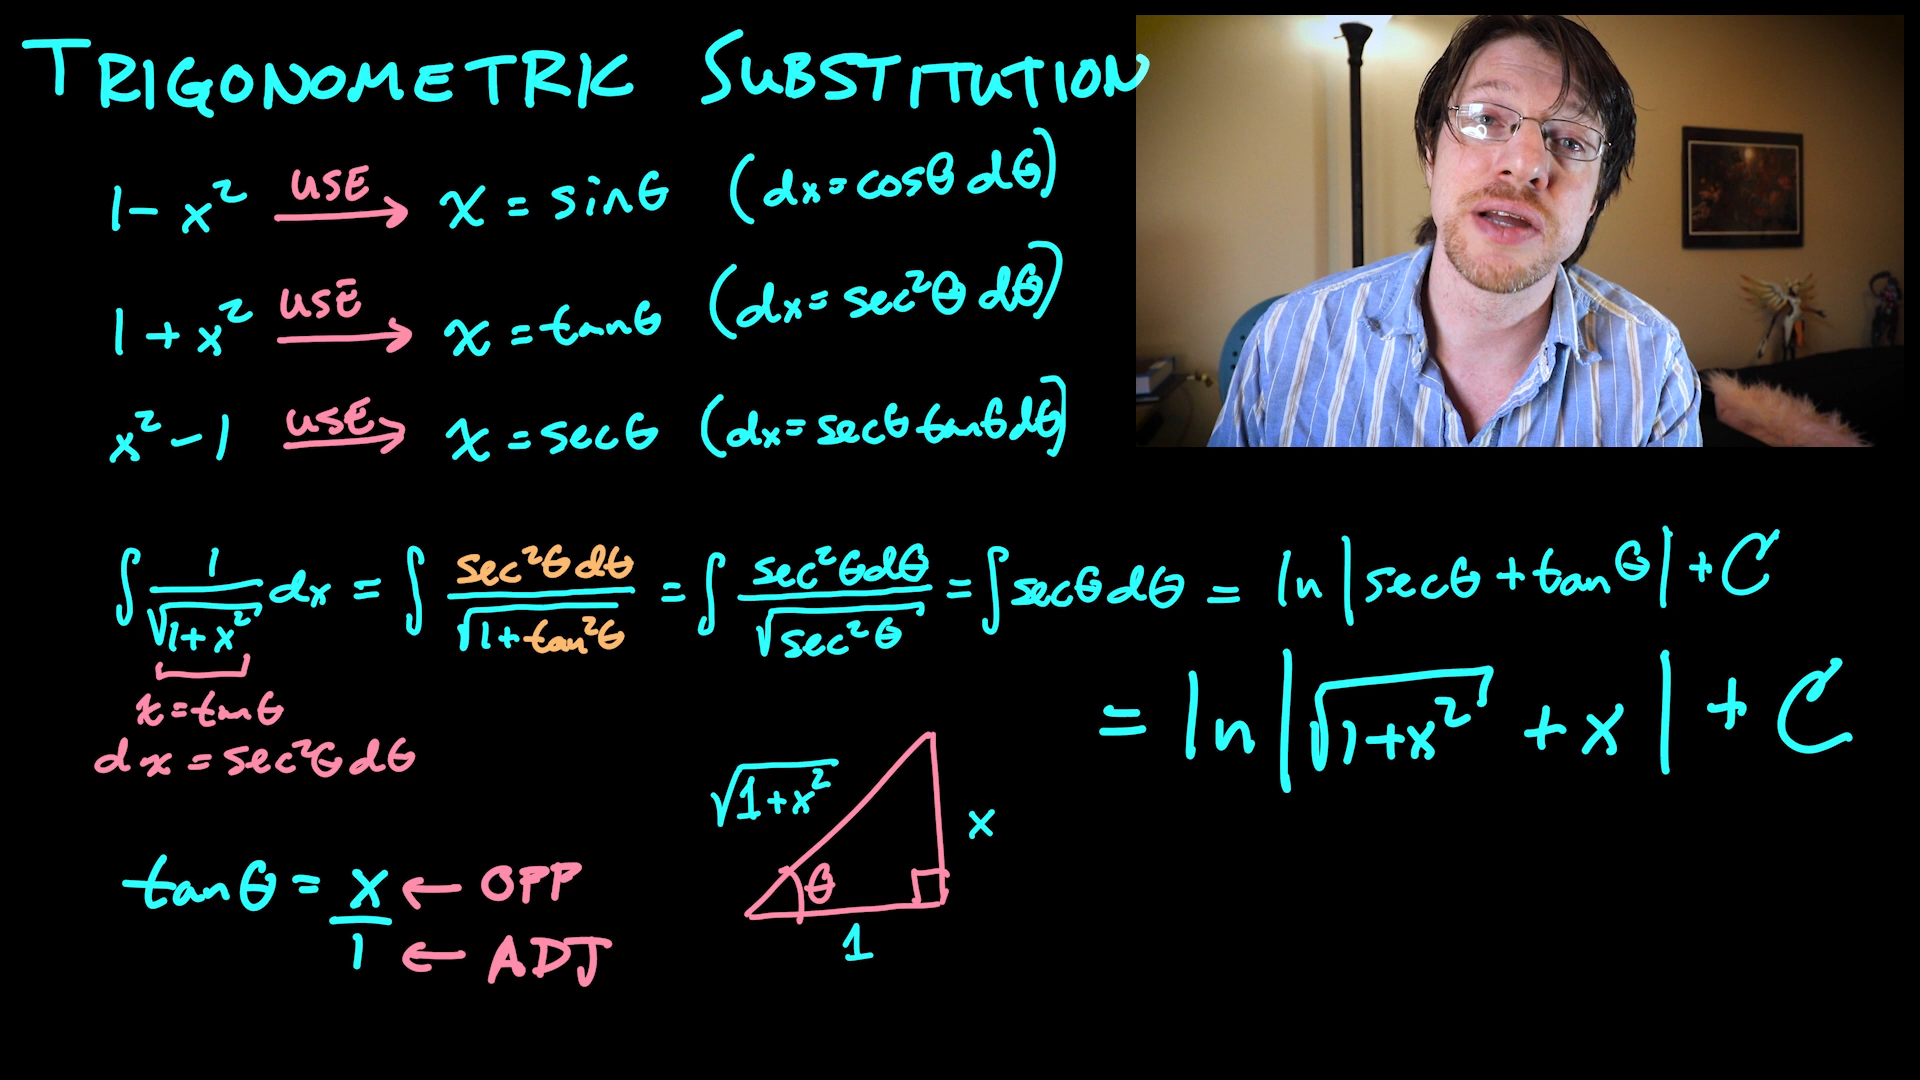 TRIGONOMETRIC SUBSTITUTION
1 - x² USE → x = sinθ (dx = cosθ dθ)
1 + x² USE → x = tanθ (dx = sec²θ dθ)
x² - 1 USE → x = secθ (dx = secθ tanθ dθ)
∫ 1/√(1+x²) dx = ∫ sec²θ dθ/√(1+tan²θ) = ∫ sec²θ dθ/√(sec²θ) = ∫ secθ dθ = ln|secθ + tanθ| + C
x = tanθ
dx = sec²θ dθ
= ln|√(1+x²) + x| + C
tanθ = x/1 ← OPP ← ADJ
√(1+x²)
x
θ
1